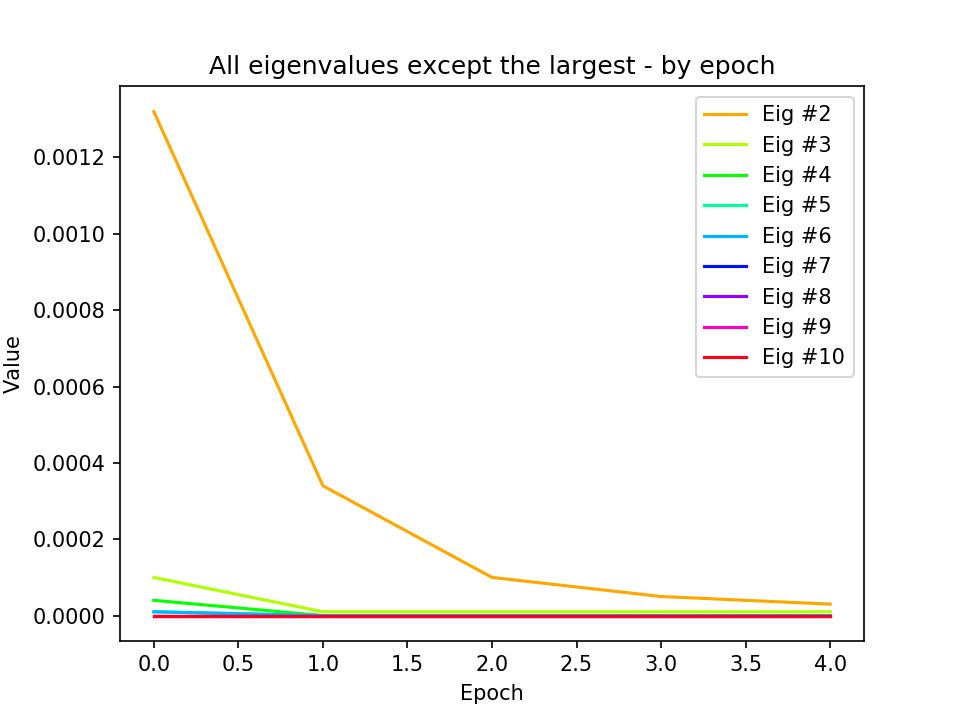 All eigenvalues except the largest - by epoch
Value
0.0012
0.0010
0.0008
0.0006
0.0004
0.0002
0.0000
Eig #2
Eig #3
Eig #4
Eig #5
Eig #6
Eig #7
Eig #8
Eig #9
Eig #10
0.0 0.5 1.0 1.5 2.0 2.5 3.0 3.5 4.0
Epoch